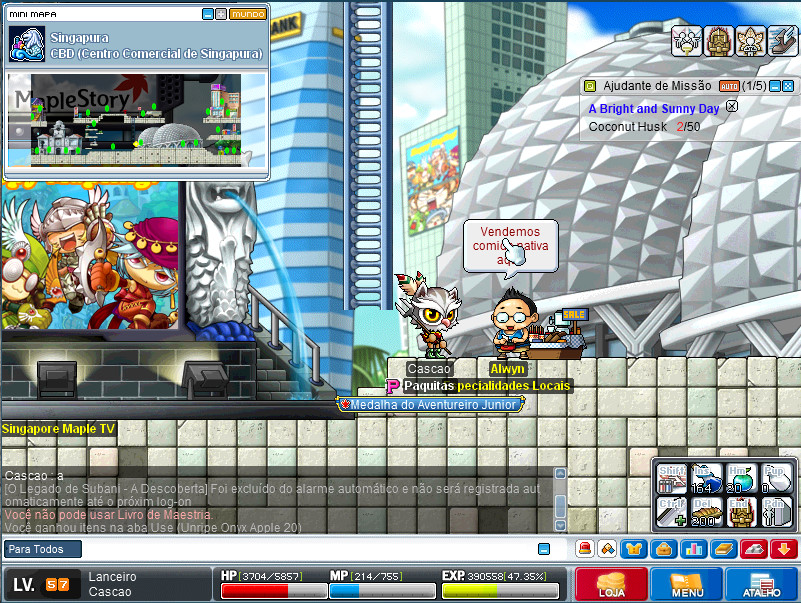 MINI MAPA
MUNDO
Singapura
CBD (Centro Comercial de Singapura)
MapleStory
BANK
Ajudante de Missão AUTO (1/5)
A Bright and Sunny Day
Coconut Husk 2/50
Vendemos
SALE
Cascao
Alwyn
Paquitas
pecialidades Locais
Medalha do Aventureiro Junior
Singapore Maple TV
Cascao : a
[O Legado de Subani - A Descoberta] Foi excluído do alarme automático e não será registrada aut
omaticamente até o próxim log-on
Você não pode usar Livro de Maestria.
Você ganhou itens na aba Use (Unripe Onyx Apple 20)
Shift Ins Hm Pup
164 20 0
Ctrl End Pdn
200
Para Todos
LV. 57
Lanceiro
Cascao
HP [3704/5857] MP [214/755] EXP. 390558 [47.35%]
LOJA
MENU
ATALHO